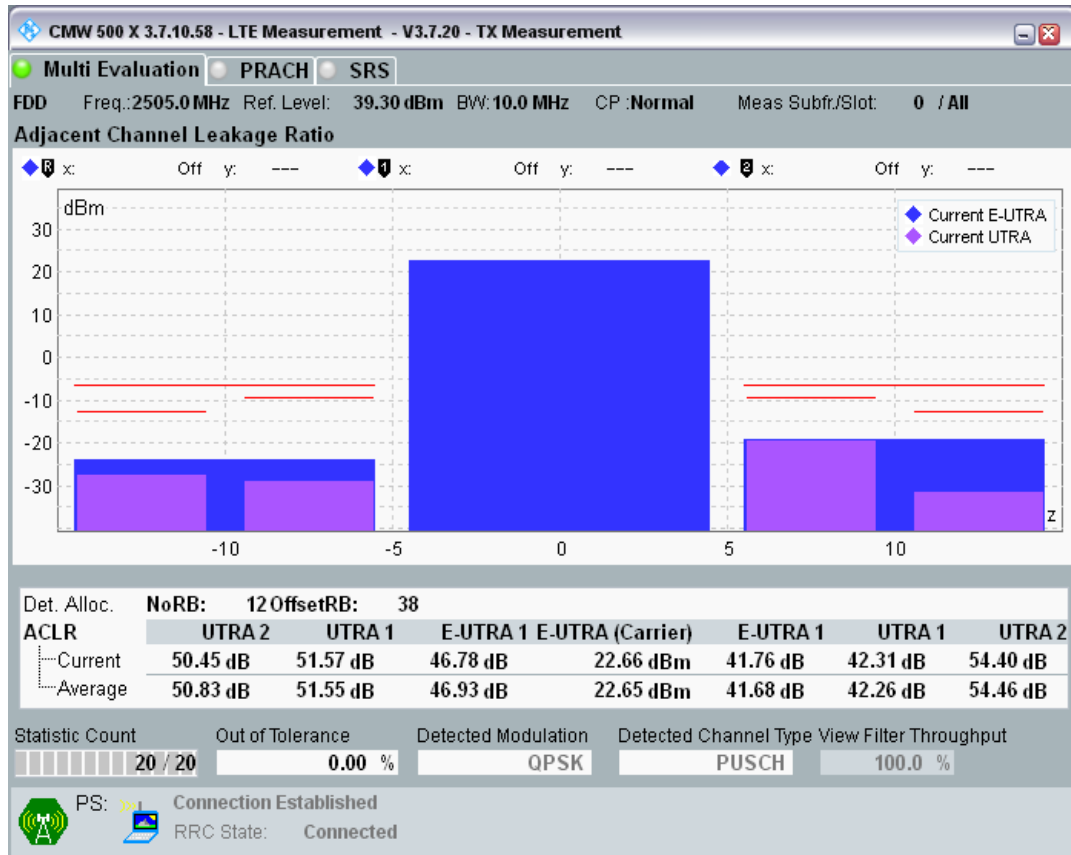 CMW 500 X 3.7.10.58 - LTE Measurement - V3.7.20 - TX Measurement
Multi Evaluation PRACH SRS
FDD Freq.:2505.0 MHz Ref. Level: 39.30 dBm BW:10.0 MHz CP :Normal Meas Subfr./Slot: 0 / All
Adjacent Channel Leakage Ratio
R x: Off y: --- 1 x: Off y: --- 2 x: Off y: ---
dBm
Current E-UTRA
Current UTRA
30
20
10
0
-10
-20
-30
z
-10 -5 0 5 10
Det. Alloc. NoRB: 12 OffsetRB: 38
ACLR UTRA 2 UTRA 1 E-UTRA 1 E-UTRA (Carrier) E-UTRA 1 UTRA 1 UTRA 2
Current 50.45 dB 51.57 dB 46.78 dB 22.66 dBm 41.76 dB 42.31 dB 54.40 dB
Average 50.83 dB 51.55 dB 46.93 dB 22.65 dBm 41.68 dB 42.26 dB 54.46 dB
Statistic Count Out of Tolerance Detected Modulation Detected Channel Type View Filter Throughput
20 / 20 0.00 % QPSK PUSCH 100.0 %
PS: Connection Established
RRC State: Connected